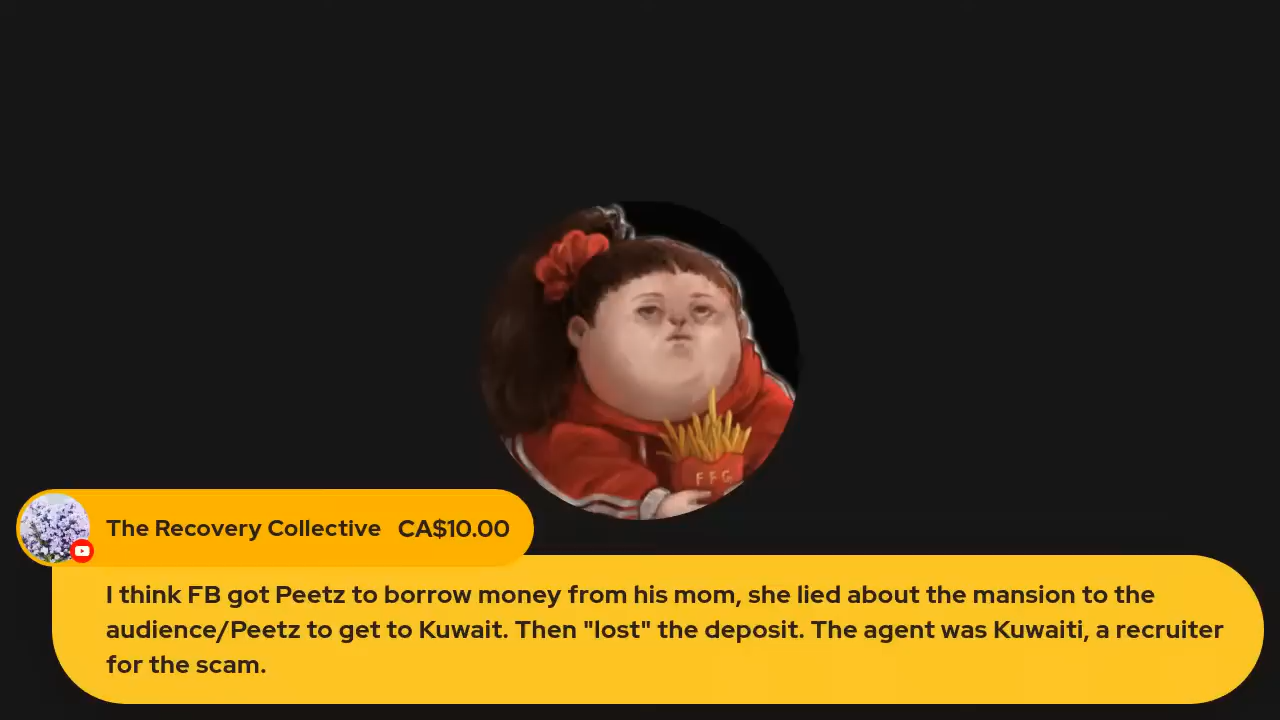 FFG
The Recovery Collective CA$10.00
I think FB got Peetz to borrow money from his mom, she lied about the mansion to the
audience/Peetz to get to Kuwait. Then "lost" the deposit. The agent was Kuwaiti, a recruiter
for the scam.